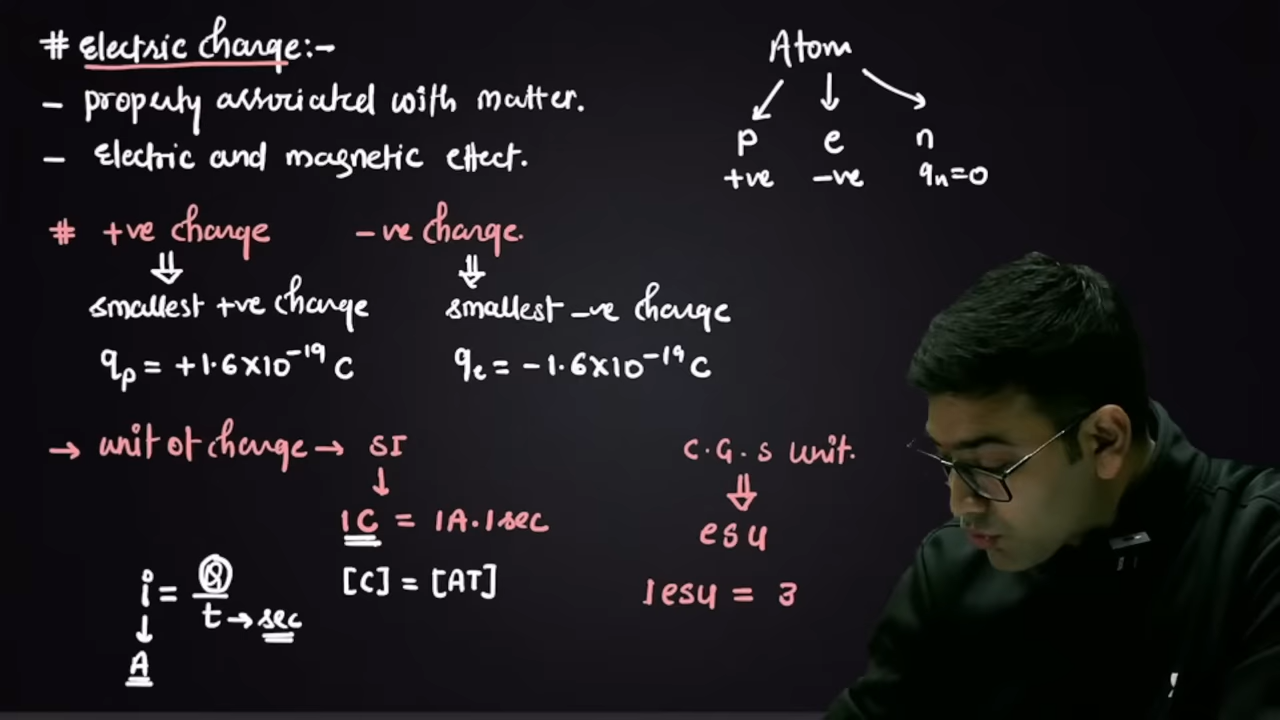 # Electric charge:-
- property associated with matter.
- Electric and magnetic effect.
Atom
p e n
+ve -ve qn=0
# +ve charge -ve charge.
smallest +ve charge smallest -ve charge
qp = +1.6×10⁻¹⁹ C qe = -1.6×10⁻¹⁹ C
→ unit of charge → SI C.G.S unit.
1C = 1A.1sec esu
[C] = [AT] 1esu = 3
i = Q/t → sec
A